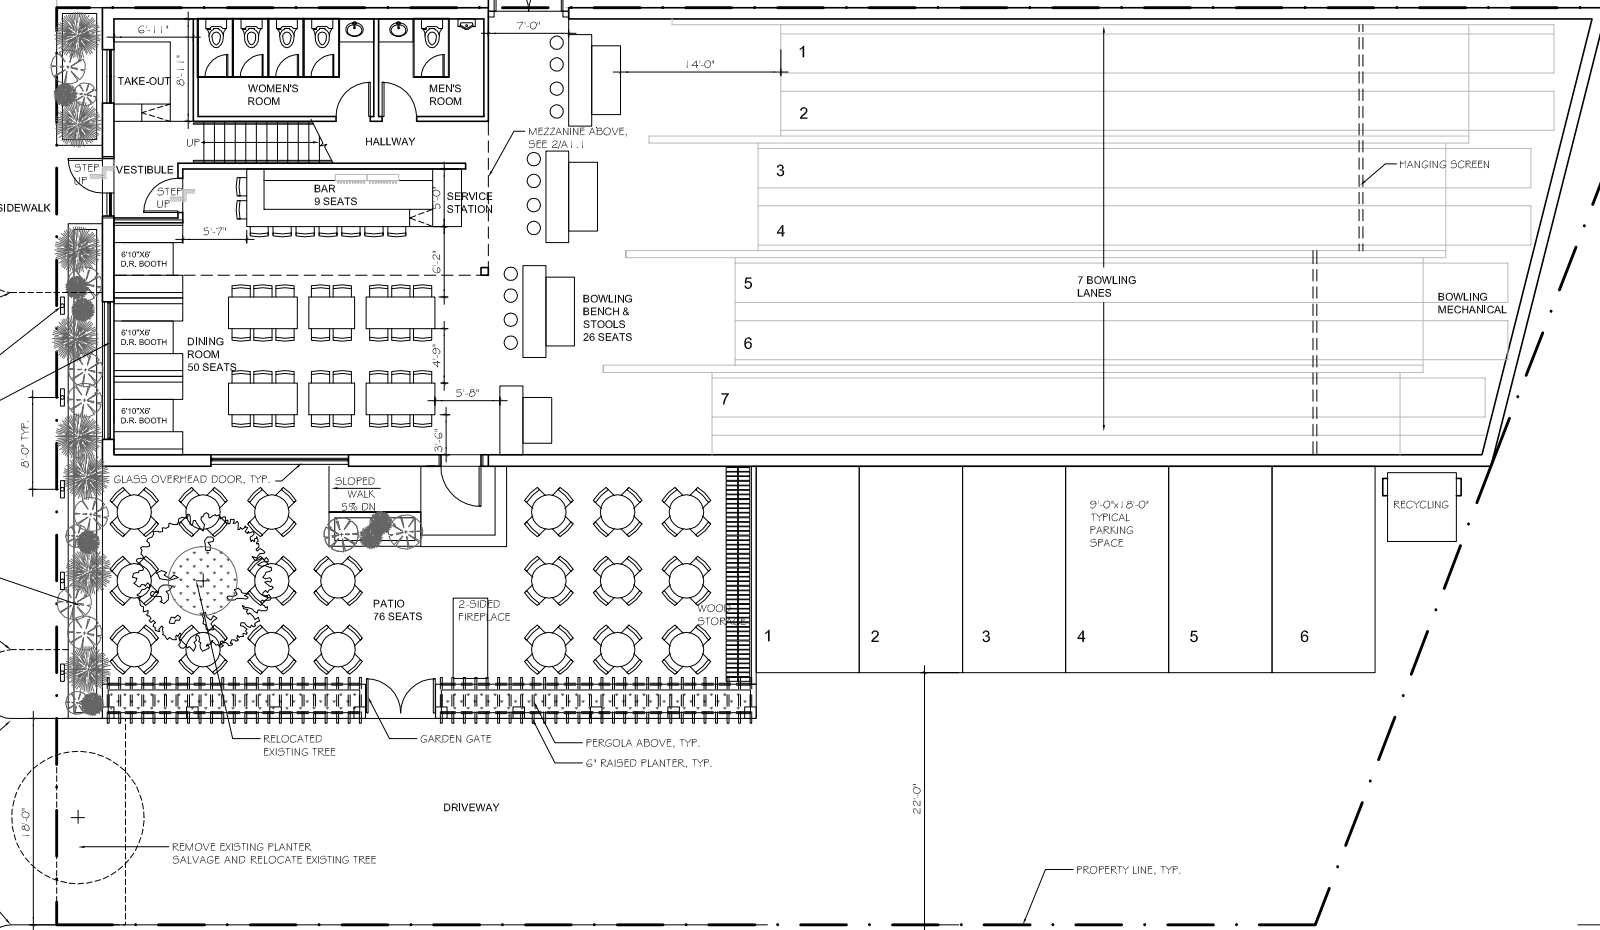 7'-0"
6'-11"
8'-11"
TAKE-OUT
WOMEN'S
ROOM
MEN'S
ROOM
14'-0"
1
2
3
4
5
6
7
UP
HALLWAY
MEZZANINE ABOVE,
SEE 2/A1.1
HANGING SCREEN
STEP
UP
VESTIBULE
STEP
UP
SIDEWALK
BAR
9 SEATS
5'-0"
SERVICE
STATION
5'-7"
6'-2"
6'10"X6'
D.R. BOOTH
6'10"X6'
D.R. BOOTH
6'10"X6'
D.R. BOOTH
DINING
ROOM
50 SEATS
4'-9"
5'-8"
3'-6"
BOWLING
BENCH &
STOOLS
26 SEATS
7 BOWLING
LANES
BOWLING
MECHANICAL
8'-0" TYP.
GLASS OVERHEAD DOOR, TYP.
SLOPED
WALK
5% DN
9'-0"x18'-0"
TYPICAL
PARKING
SPACE
RECYCLING
PATIO
76 SEATS
2-SIDED
FIREPLACE
WOOD
STORAGE
1
2
3
4
5
6
RELOCATED
EXISTING TREE
GARDEN GATE
PERGOLA ABOVE, TYP.
6" RAISED PLANTER, TYP.
DRIVEWAY
22'-0"
18'-0"
REMOVE EXISTING PLANTER
SALVAGE AND RELOCATE EXISTING TREE
PROPERTY LINE, TYP.